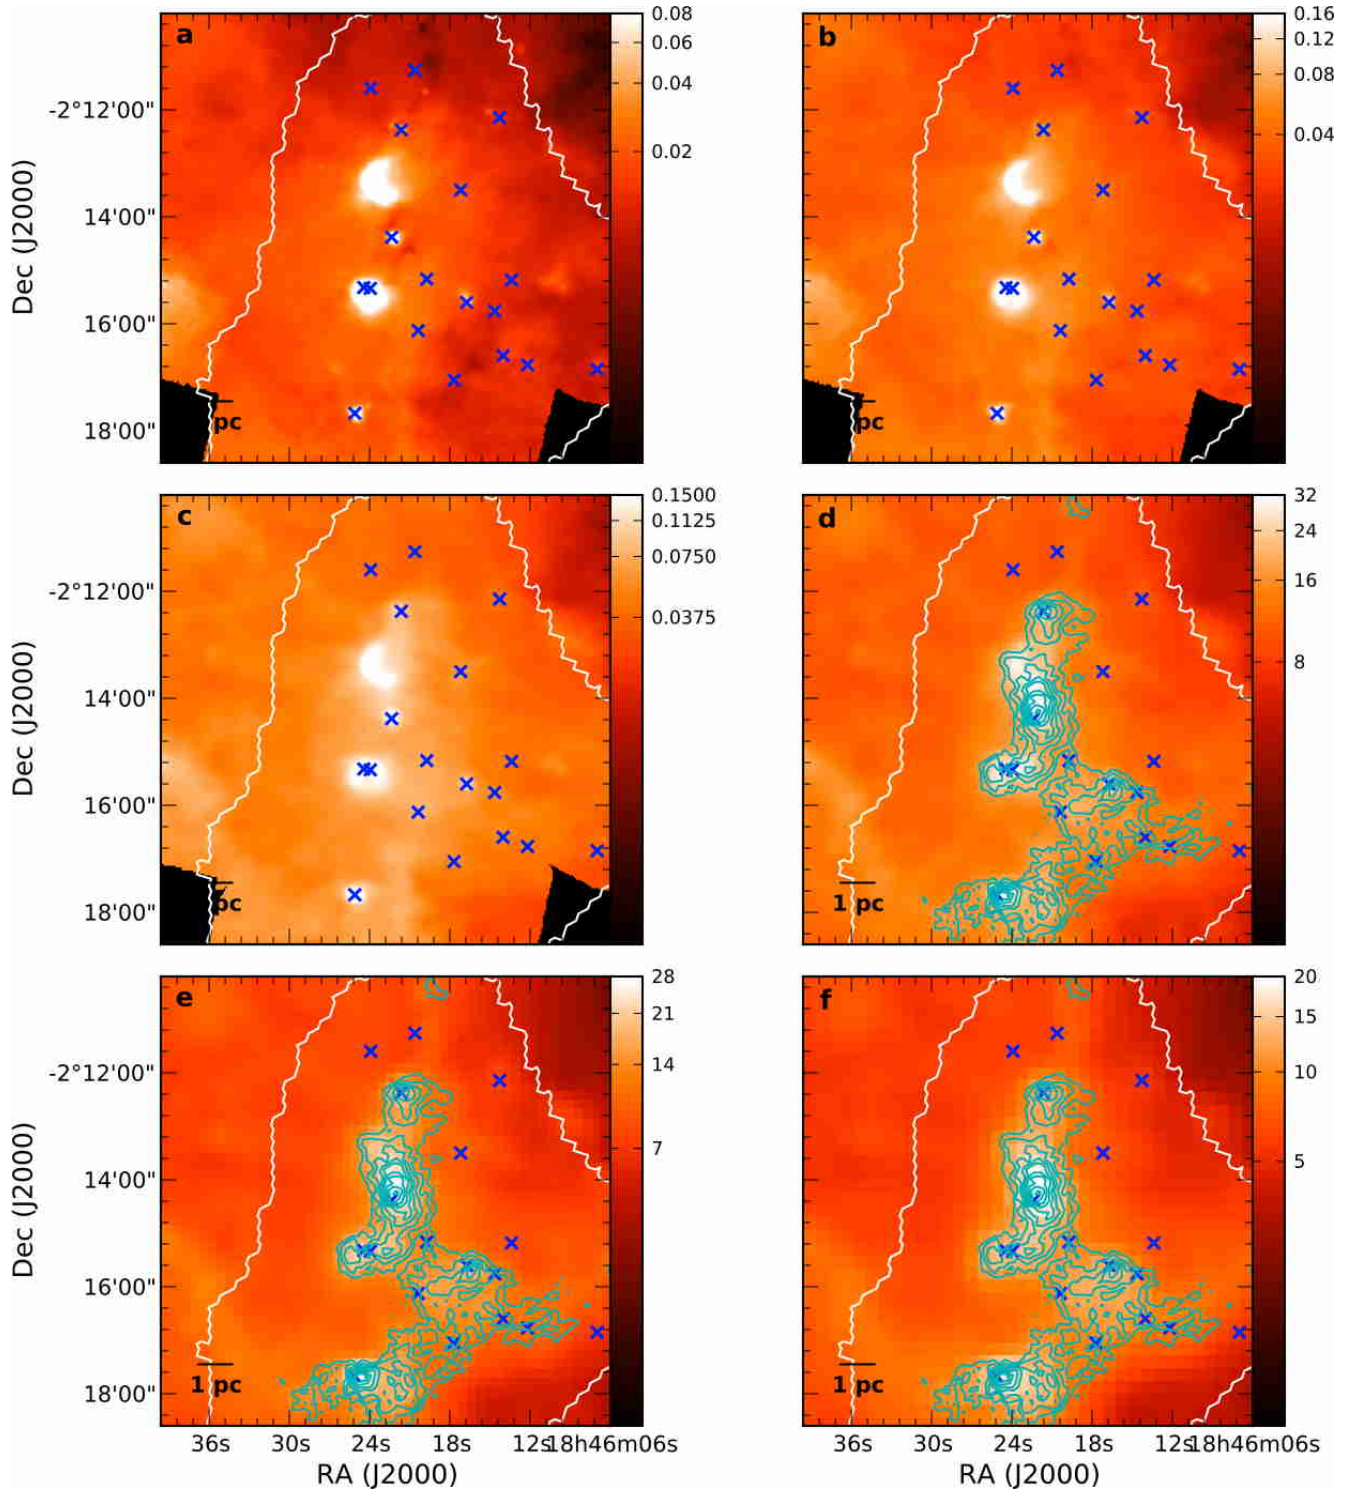 a
0.08
0.06
0.04
0.02
b
0.16
0.12
0.08
0.04
Dec (J2000)
-2°12'00"
14'00"
16'00"
18'00"
pc
pc
c
0.1500
0.1125
0.0750
0.0375
d
32
24
16
8
Dec (J2000)
-2°12'00"
14'00"
16'00"
18'00"
pc
1 pc
e
28
21
14
7
f
20
15
10
5
Dec (J2000)
-2°12'00"
14'00"
16'00"
18'00"
1 pc
1 pc
36s 30s 24s 18s 12s 18h46m06s
36s 30s 24s 18s 12s 18h46m06s
RA (J2000)
RA (J2000)